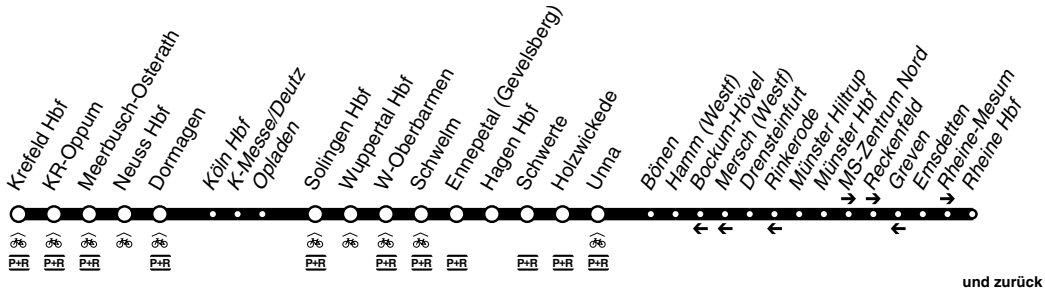 Krefeld Hbf
KR-Oppum
Meerbusch-Osterath
Neuss Hbf
Dormagen
Köln Hbf
K-Messe/Deutz
Opladen
Solingen Hbf
Wuppertal Hbf
W-Oberbarmen
Schwelm
Ennepetal (Gevelsberg)
Hagen Hbf
Schwerte
Holzwickede
Unna
Bönen
Hamm (Westf)
Bockum-Hövel
Mersch (Westf)
Drensteinfurt
Rinkerode
Münster Hiltrup
Münster Hbf
MS-Zentrum Nord
Reckenfeld
Greven
Emsdetten
Rheine-Mesum
Rheine Hbf
P+R P+R P+R P+R P+R P+R P+R P+R P+R P+R P+R
und zurück